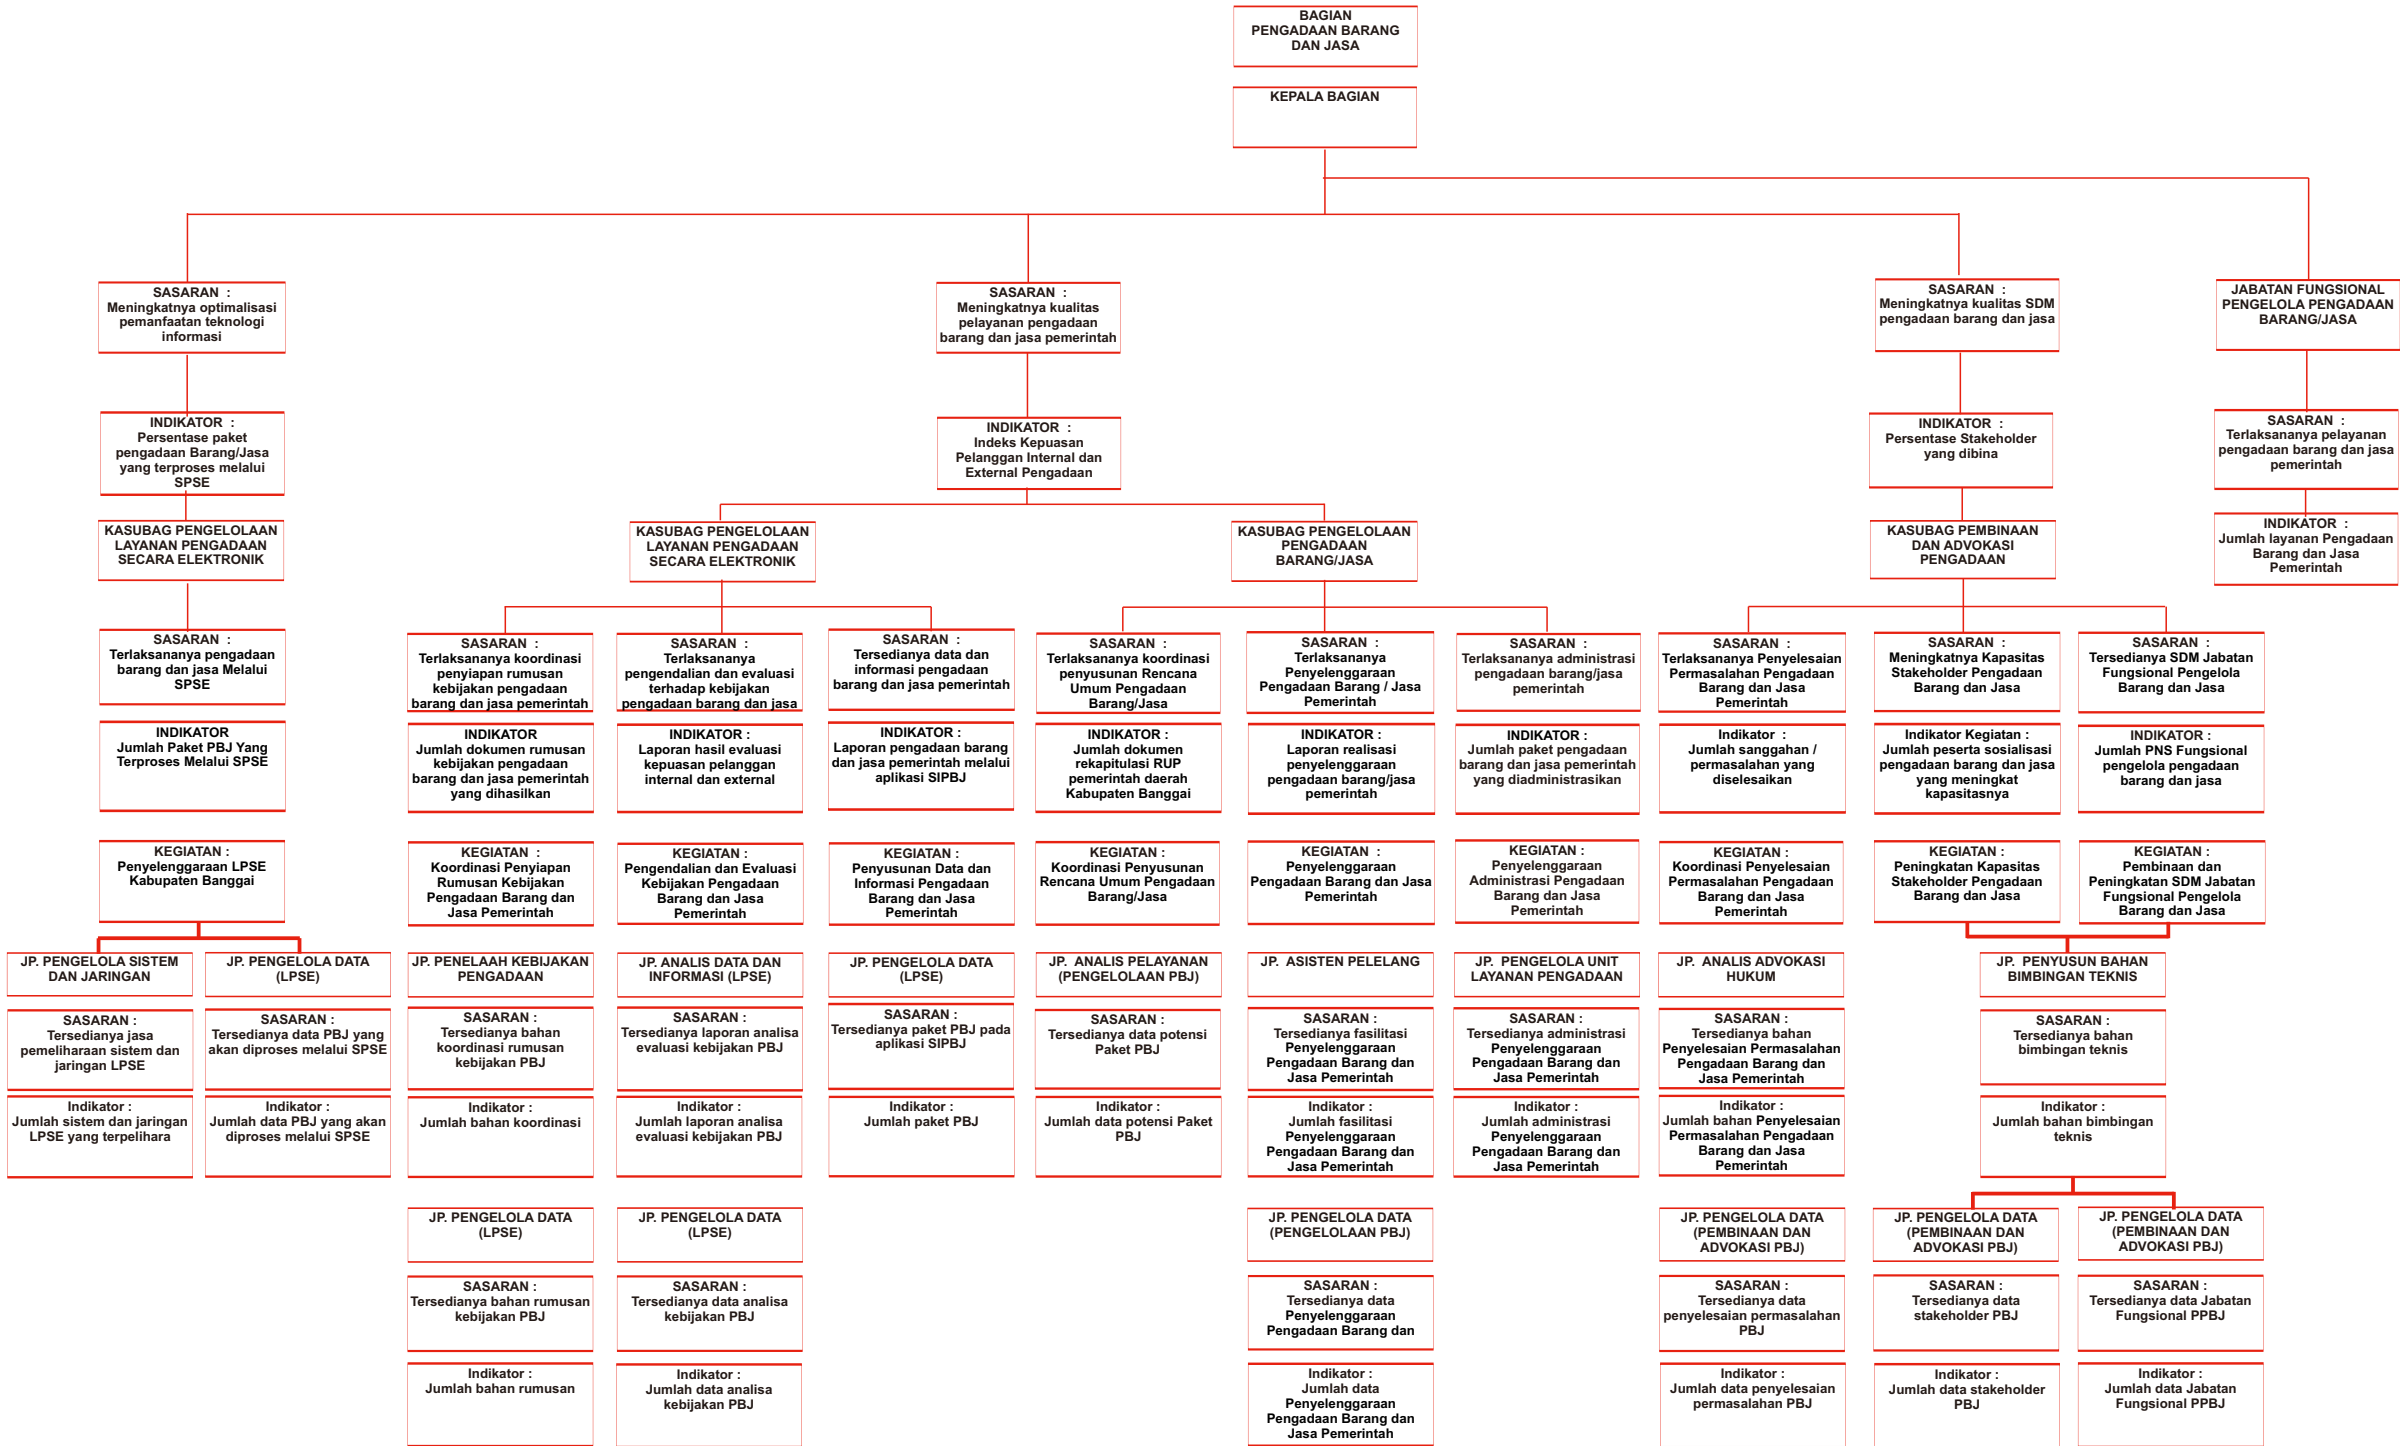 BAGIAN
PENGADAAN BARANG
DAN JASA
KEPALA BAGIAN
SASARAN :
Meningkatnya optimalisasi
pemanfaatan teknologi
informasi
SASARAN :
Meningkatnya kualitas
pelayanan pengadaan
barang dan jasa pemerintah
SASARAN :
Meningkatnya kualitas SDM
pengadaan barang dan jasa
JABATAN FUNGSIONAL
PENGELOLA PENGADAAN
BARANG/JASA
INDIKATOR :
Persentase paket
pengadaan Barang/Jasa
yang terproses melalui
SPSE
INDIKATOR :
Indeks Kepuasan
Pelanggan Internal dan
External Pengadaan
INDIKATOR :
Persentase Stakeholder
yang dibina
SASARAN :
Terlaksananya pelayanan
pengadaan barang dan jasa
pemerintah
KASUBAG PENGELOLAAN
LAYANAN PENGADAAN
SECARA ELEKTRONIK
KASUBAG PENGELOLAAN
LAYANAN PENGADAAN
SECARA ELEKTRONIK
KASUBAG PENGELOLAAN
PENGADAAN
BARANG/JASA
KASUBAG PEMBINAAN
DAN ADVOKASI
PENGADAAN
INDIKATOR :
Jumlah layanan Pengadaan
Barang dan Jasa
Pemerintah
SASARAN :
Terlaksananya pengadaan
barang dan jasa Melalui
SPSE
SASARAN :
Terlaksananya koordinasi
penyiapan rumusan
kebijakan pengadaan
barang dan jasa pemerintah
SASARAN :
Terlaksananya
pengendalian dan evaluasi
terhadap kebijakan
pengadaan barang dan jasa
SASARAN :
Tersedianya data dan
informasi pengadaan
barang dan jasa pemerintah
SASARAN :
Terlaksananya koordinasi
penyusunan Rencana
Umum Pengadaan
Barang/Jasa
SASARAN :
Terlaksananya
Penyelenggaraan
Pengadaan Barang / Jasa
Pemerintah
SASARAN :
Terlaksananya administrasi
pengadaan barang/jasa
pemerintah
SASARAN :
Terlaksananya Penyelesaian
Permasalahan Pengadaan
Barang dan Jasa
Pemerintah
SASARAN :
Meningkatnya Kapasitas
Stakeholder Pengadaan
Barang dan Jasa
SASARAN :
Tersedianya SDM Jabatan
Fungsional Pengelola
Barang dan Jasa
INDIKATOR
Jumlah Paket PBJ Yang
Terproses Melalui SPSE
INDIKATOR
Jumlah dokumen rumusan
kebijakan pengadaan
barang dan jasa pemerintah
yang dihasilkan
INDIKATOR :
Laporan hasil evaluasi
kepuasan pelanggan
internal dan external
INDIKATOR :
Laporan pengadaan barang
dan jasa pemerintah melalui
aplikasi SIPBJ
INDIKATOR :
Jumlah dokumen
rekapitulasi RUP
pemerintah daerah
Kabupaten Banggai
INDIKATOR :
Laporan realisasi
penyelenggaraan
pengadaan barang/jasa
pemerintah
INDIKATOR :
Jumlah paket pengadaan
barang dan jasa pemerintah
yang diadministrasikan
Indikator :
Jumlah sanggahan /
permasalahan yang
diselesaikan
Indikator Kegiatan :
Jumlah peserta sosialisasi
pengadaan barang dan jasa
yang meningkat
kapasitasnya
INDIKATOR :
Jumlah PNS Fungsional
pengelola pengadaan
barang dan jasa
KEGIATAN :
Penyelenggaraan LPSE
Kabupaten Banggai
KEGIATAN :
Koordinasi Penyiapan
Rumusan Kebijakan
Pengadaan Barang dan
Jasa Pemerintah
KEGIATAN :
Pengendalian dan Evaluasi
Kebijakan Pengadaan
Barang dan Jasa
Pemerintah
KEGIATAN :
Penyusunan Data dan
Informasi Pengadaan
Barang dan Jasa
Pemerintah
KEGIATAN :
Koordinasi Penyusunan
Rencana Umum Pengadaan
Barang/Jasa
KEGIATAN :
Penyelenggaraan
Pengadaan Barang dan Jasa
Pemerintah
KEGIATAN :
Penyelenggaraan
Administrasi Pengadaan
Barang dan Jasa
Pemerintah
KEGIATAN :
Koordinasi Penyelesaian
Permasalahan Pengadaan
Barang dan Jasa
Pemerintah
KEGIATAN :
Peningkatan Kapasitas
Stakeholder Pengadaan
Barang dan Jasa
KEGIATAN :
Pembinaan dan
Peningkatan SDM Jabatan
Fungsional Pengelola
Barang dan Jasa
JP. PENGELOLA SISTEM
DAN JARINGAN
JP. PENGELOLA DATA
(LPSE)
JP. PENELAAH KEBIJAKAN
PENGADAAN
JP. ANALIS DATA DAN
INFORMASI (LPSE)
JP. PENGELOLA DATA
(LPSE)
JP. ANALIS PELAYANAN
(PENGELOLAAN PBJ)
JP. ASISTEN PELELANG
JP. PENGELOLA UNIT
LAYANAN PENGADAAN
JP. ANALIS ADVOKASI
HUKUM
JP. PENYUSUN BAHAN
BIMBINGAN TEKNIS
SASARAN :
Tersedianya jasa
pemeliharaan sistem dan
jaringan LPSE
SASARAN :
Tersedianya data PBJ yang
akan diproses melalui SPSE
SASARAN :
Tersedianya bahan
koordinasi rumusan
kebijakan PBJ
SASARAN :
Tersedianya laporan analisa
evaluasi kebijakan PBJ
SASARAN :
Tersedianya paket PBJ pada
aplikasi SIPBJ
SASARAN :
Tersedianya data potensi
Paket PBJ
SASARAN :
Tersedianya fasilitasi
Penyelenggaraan
Pengadaan Barang dan
Jasa Pemerintah
SASARAN :
Tersedianya administrasi
Penyelenggaraan
Pengadaan Barang dan
Jasa Pemerintah
SASARAN :
Tersedianya bahan
Penyelesaian Permasalahan
Pengadaan Barang dan
Jasa Pemerintah
SASARAN :
Tersedianya bahan
bimbingan teknis
Indikator :
Jumlah sistem dan jaringan
LPSE yang terpelihara
Indikator :
Jumlah data PBJ yang akan
diproses melalui SPSE
Indikator :
Jumlah bahan koordinasi
Indikator :
Jumlah laporan analisa
evaluasi kebijakan PBJ
Indikator :
Jumlah paket PBJ
Indikator :
Jumlah data potensi Paket
PBJ
Indikator :
Jumlah fasilitasi
Penyelenggaraan
Pengadaan Barang dan
Jasa Pemerintah
Indikator :
Jumlah administrasi
Penyelenggaraan
Pengadaan Barang dan
Jasa Pemerintah
Indikator :
Jumlah bahan Penyelesaian
Permasalahan Pengadaan
Barang dan Jasa
Pemerintah
Indikator :
Jumlah bahan bimbingan
teknis
JP. PENGELOLA DATA
(LPSE)
JP. PENGELOLA DATA
(LPSE)
JP. PENGELOLA DATA
(PENGELOLAAN PBJ)
JP. PENGELOLA DATA
(PEMBINAAN DAN
ADVOKASI PBJ)
JP. PENGELOLA DATA
(PEMBINAAN DAN
ADVOKASI PBJ)
JP. PENGELOLA DATA
(PEMBINAAN DAN
ADVOKASI PBJ)
SASARAN :
Tersedianya bahan rumusan
kebijakan PBJ
SASARAN :
Tersedianya data analisa
kebijakan PBJ
SASARAN :
Tersedianya data
Penyelenggaraan
Pengadaan Barang dan
SASARAN :
Tersedianya data
penyelesaian permasalahan
PBJ
SASARAN :
Tersedianya data
stakeholder PBJ
SASARAN :
Tersedianya data Jabatan
Fungsional PPBJ
Indikator :
Jumlah bahan rumusan
Indikator :
Jumlah data analisa
kebijakan PBJ
Indikator :
Jumlah data
Penyelenggaraan
Pengadaan Barang dan
Jasa Pemerintah
Indikator :
Jumlah data penyelesaian
permasalahan PBJ
Indikator :
Jumlah data stakeholder
PBJ
Indikator :
Jumlah data Jabatan
Fungsional PPBJ